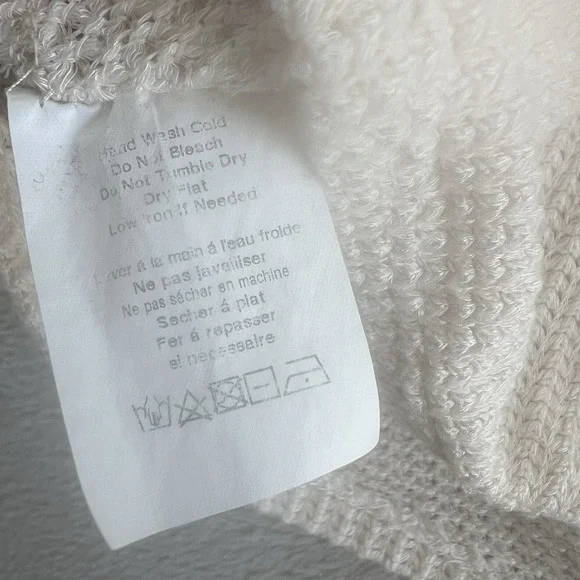 Hand Wash Cold
Do Not Bleach
Do Not Tumble Dry
Dry Flat
Low Iron If Needed
Laver á la main á l'eau froide
Ne pas javelliser
Ne pas sécher en machine
Secher á plat
Fer á repasser
si nécessaire